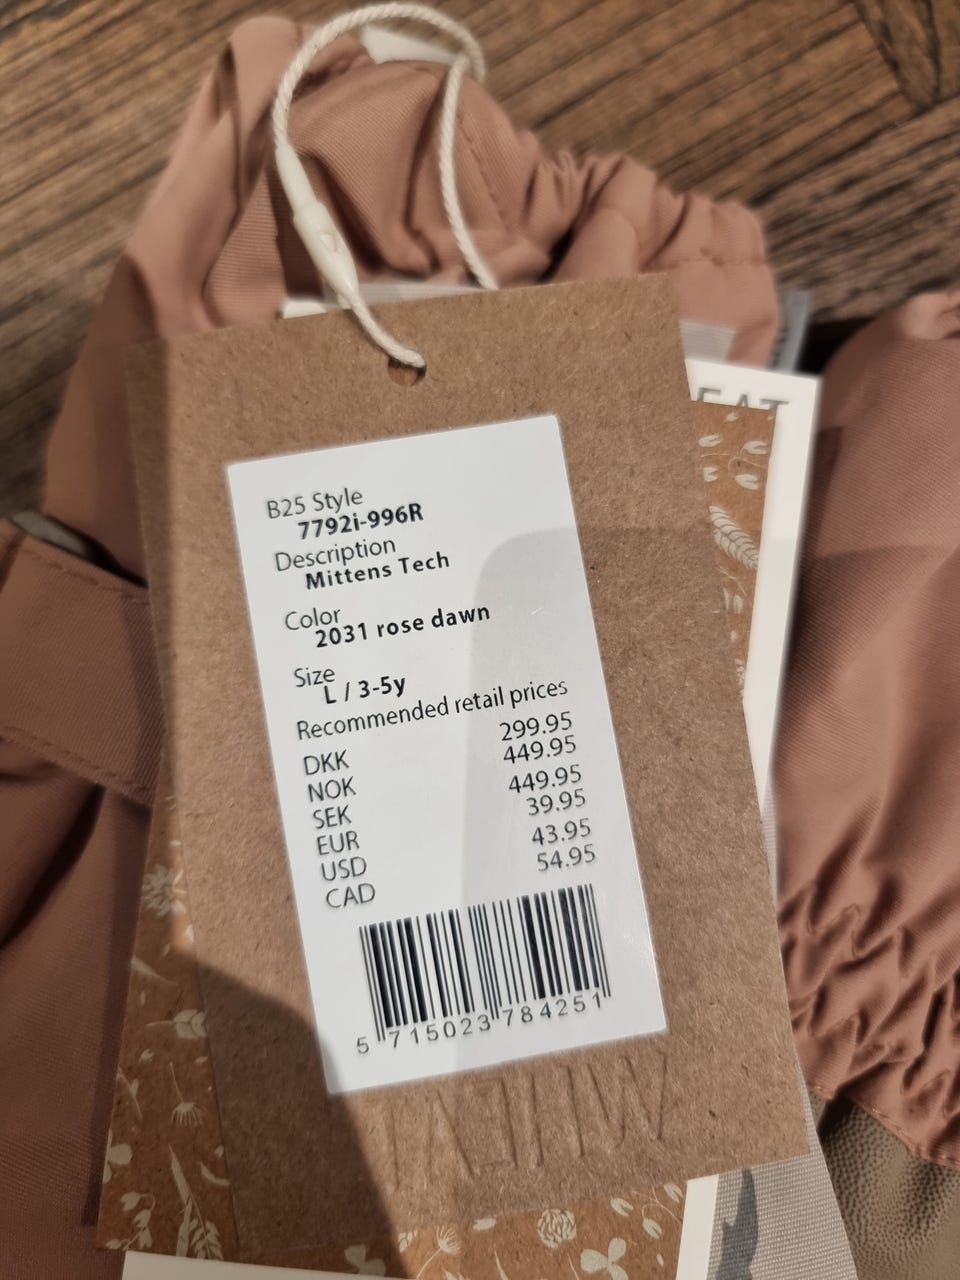 B25 Style
7792i-996R
Description
Mittens Tech
Color
2031 rose dawn
Size
L / 3-5y
Recommended retail prices
DKK 299.95
NOK 449.95
SEK 449.95
EUR 39.95
USD 43.95
CAD 54.95
5 715023 784251
WHEAT
EAT